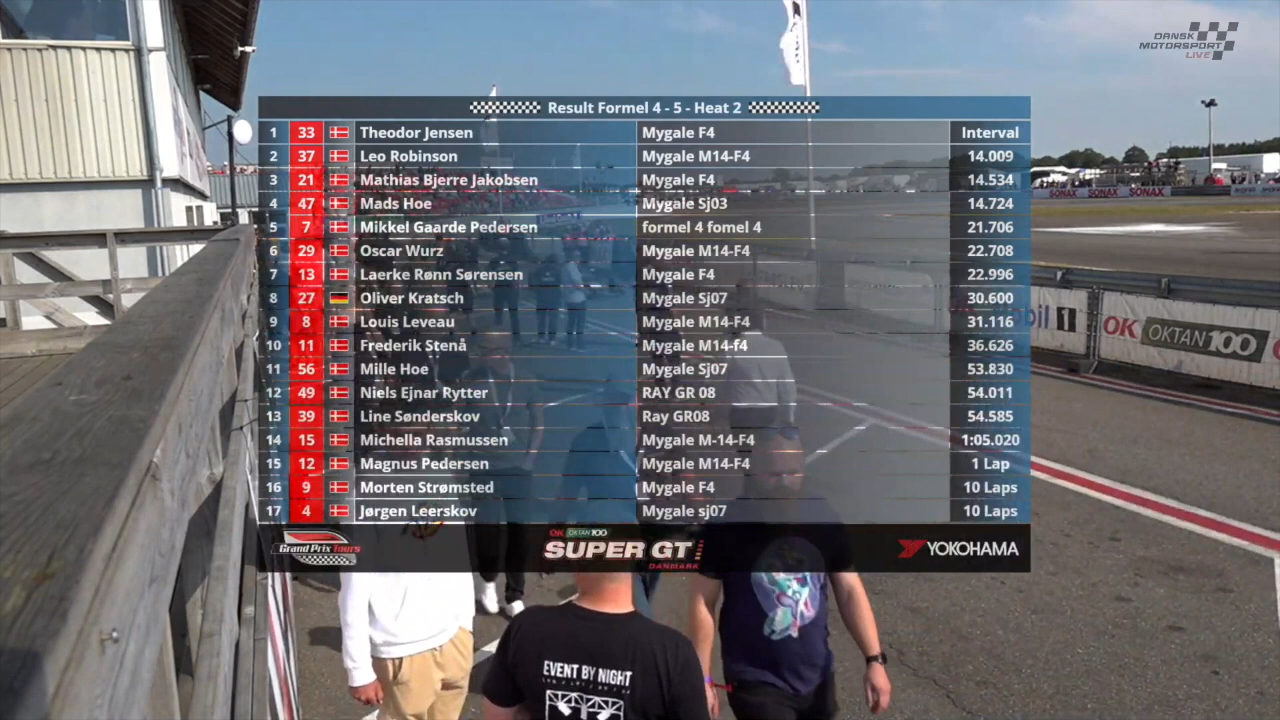 DANSK
MOTORSPORT
LIVE
Result Formel 4 - 5 - Heat 2
1 33 Theodor Jensen Mygale F4 Interval
2 37 Leo Robinson Mygale M14-F4 14.009
3 21 Mathias Bjerre Jakobsen Mygale F4 14.534
4 47 Mads Hoe Mygale Sj03 14.724
5 7 Mikkel Gaarde Pedersen formel 4 fomel 4 21.706
6 29 Oscar Wurz Mygale M14-F4 22.708
7 13 Laerke Rønn Sørensen Mygale F4 22.996
8 27 Oliver Kratsch Mygale Sj07 30.600
9 8 Louis Leveau Mygale M14-F4 31.116
10 11 Frederik Stenå Mygale M14-f4 36.626
11 56 Mille Hoe Mygale Sj07 53.830
12 49 Niels Ejnar Rytter RAY GR 08 54.011
13 39 Line Sønderskov Ray GR08 54.585
14 15 Michella Rasmussen Mygale M-14-F4 1:05.020
15 12 Magnus Pedersen Mygale M14-F4 1 Lap
16 9 Morten Strømsted Mygale F4 10 Laps
17 4 Jørgen Leerskov Mygale sj07 10 Laps
Grand Prix Tours
OK OKTAN 100
SUPER GT
DANMARK
YOKOHAMA
SONAX SONAX SONAX
Mobil 1
OK OKTAN 100
EVENT BY NIGHT